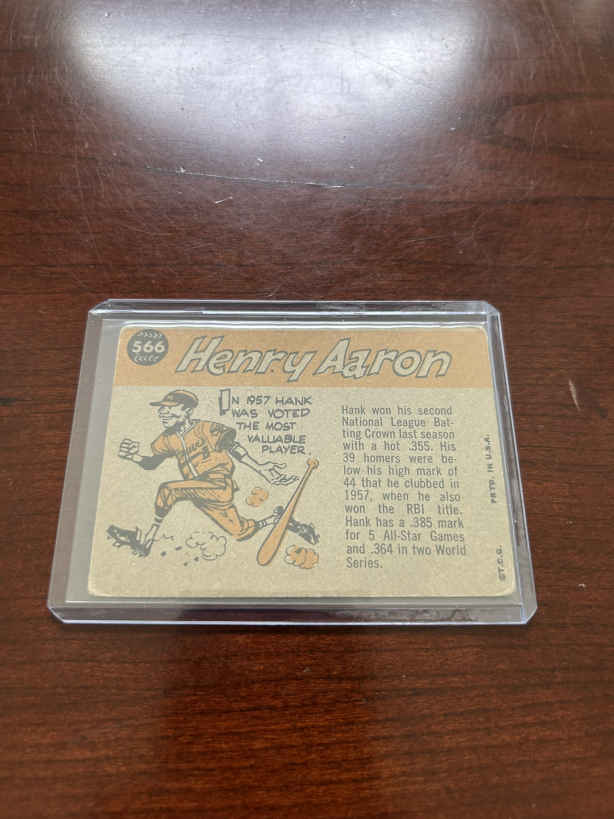 566
Henry Aaron
IN 1957 HANK
WAS VOTED
THE MOST
VALUABLE
PLAYER.
Hank won his second
National League Bat-
ting Crown last season
with a hot .355. His
39 homers were be-
low his high mark of
44 that he clubbed in
1957, when he also
won the RBI title.
Hank has a .385 mark
for 5 All-Star Games
and .364 in two World
Series.
©T.C.G. PRTD. IN U.S.A.